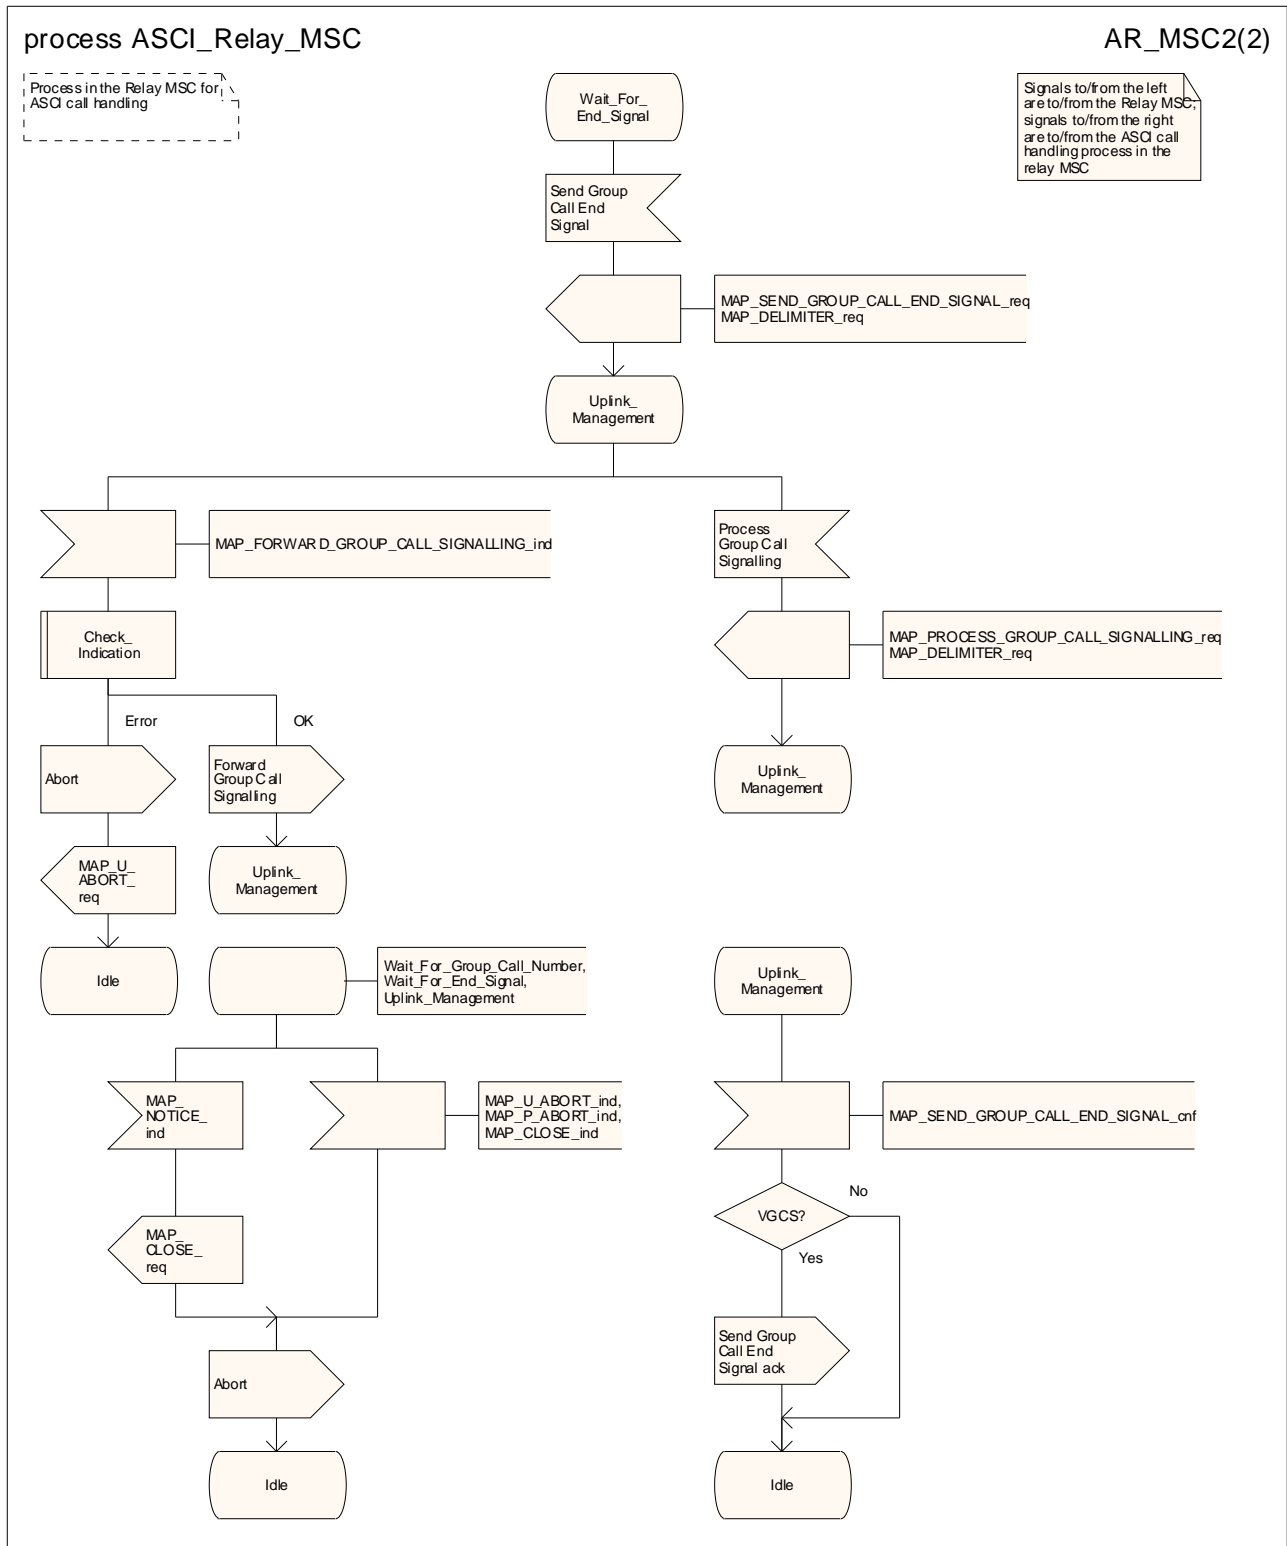 process ASCI_Relay_MSC
AR_MSC2(2)
Process in the Relay MSC for
ASCI call handling
Wait_For_
End_Signal
Signals to/from the left
are to/from the Relay MSC;
signals to/from the right
are to/from the ASCI call
handling process in the
relay MSC
Send Group
Call End
Signal
MAP_SEND_GROUP_CALL_END_SIGNAL_req
MAP_DELIMITER_req
Uplink_
Management
MAP_FORWARD_GROUP_CALL_SIGNALLING_ind
Process
Group Call
Signalling
Check_
Indication
MAP_PROCESS_GROUP_CALL_SIGNALLING_req
MAP_DELIMITER_req
Error
OK
Abort
Forward
Group Call
Signalling
Uplink_
Management
MAP_U_
ABORT_
req
Uplink_
Management
Idle
Wait_For_Group_Call_Number,
Wait_For_End_Signal,
Uplink_Management
Uplink_
Management
MAP_
NOTICE_
ind
MAP_U_ABORT_ind,
MAP_P_ABORT_ind,
MAP_CLOSE_ind
MAP_SEND_GROUP_CALL_END_SIGNAL_cnf
No
VGCS?
Yes
MAP_
CLOSE_
req
Send Group
Call End
Signal ack
Abort
Idle
Idle